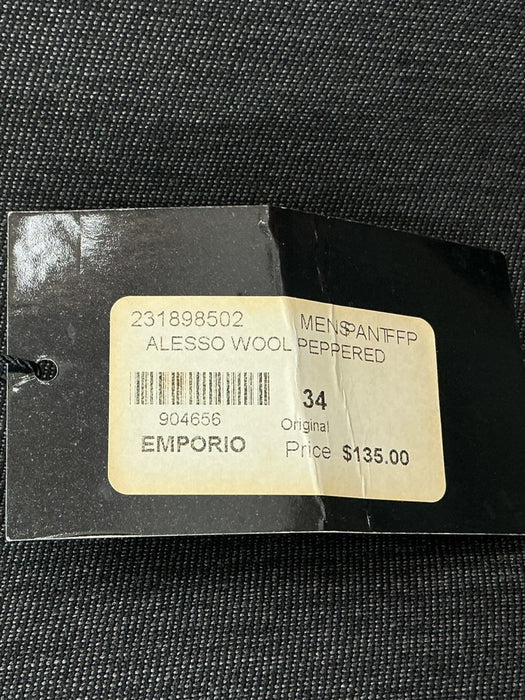 231898502 MENSPANTFFP
ALESSO WOOL PEPPERED
34
904656 Original
EMPORIO Price $135.00